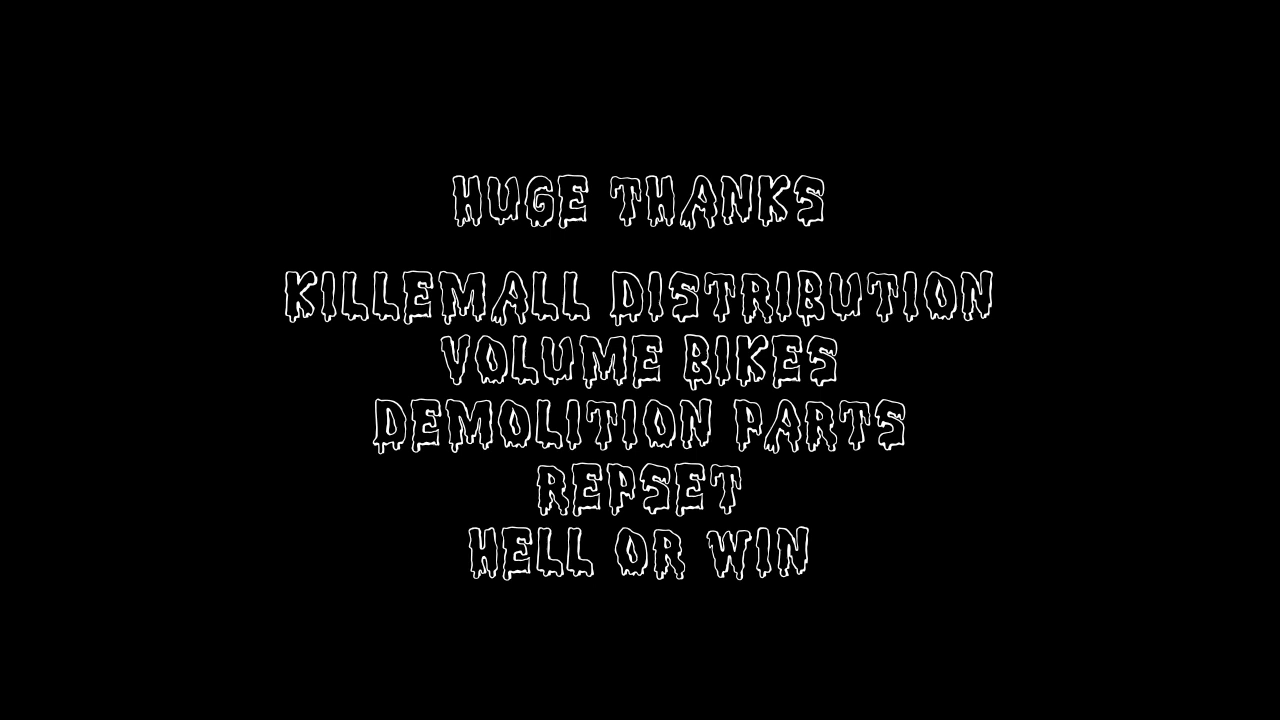 HUGE THANKS
KILLEMALL DISTRIBUTION
VOLUME BIKES
DEMOLITION PARTS
REPSET
HELL OR WIN